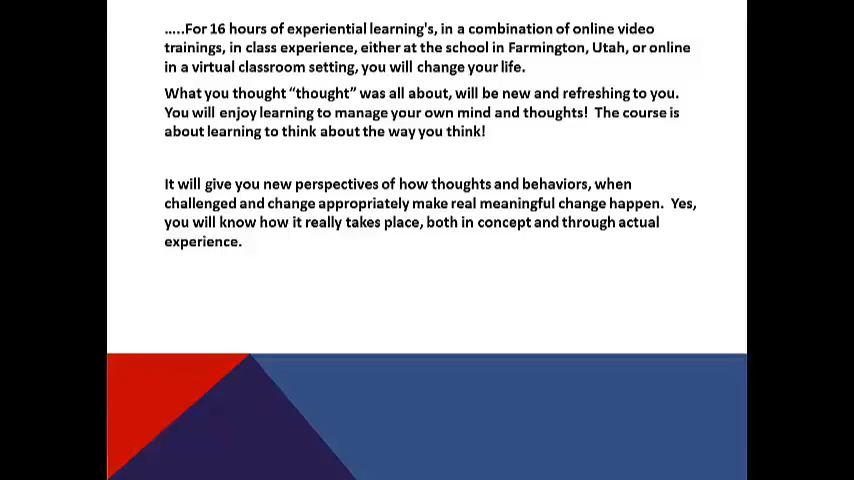 …..For 16 hours of experiential learning's, in a combination of online video
trainings, in class experience, either at the school in Farmington, Utah, or online
in a virtual classroom setting, you will change your life.
What you thought “thought” was all about, will be new and refreshing to you.
You will enjoy learning to manage your own mind and thoughts!  The course is
about learning to think about the way you think!
It will give you new perspectives of how thoughts and behaviors, when
challenged and change appropriately make real meaningful change happen.  Yes,
you will know how it really takes place, both in concept and through actual
experience.